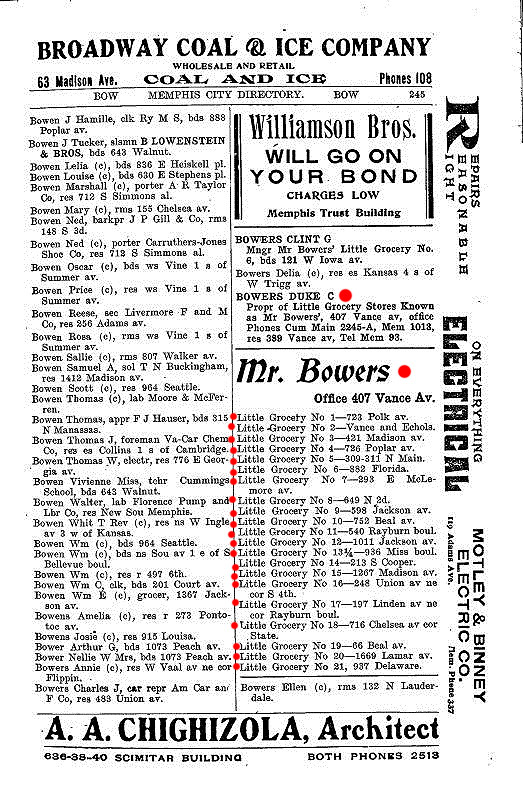 BROADWAY COAL & ICE COMPANY
WHOLESALE AND RETAIL
63 Madison Ave. COAL AND ICE Phones 108
BOW MEMPHIS CITY DIRECTORY. BOW 245
Bowen J Hamille, clk Ry M S, bds 888
Poplar av.
Bowen J Tucker, slsmn B LOWENSTEIN
& BROS, bds 643 Walnut.
Bowen Lelia (c), bds 836 E Heiskell pl.
Bowen Louise (c), bds 630 E Stephens pl.
Bowen Marshall (c), porter A R Taylor
Co, res 712 S Simmons al.
Bowen Mary (c), rms 155 Chelsea av.
Bowen Ned, barkpr J P Gill & Co, rms
148 S 3d.
Bowen Ned (c), porter Carruthers-Jones
Shoe Co, res 712 S Simmons al.
Bowen Oscar (c), bds ws Vine 1 s of
Summer av.
Bowen Price (c), res ws Vine 1 s of
Summer av.
Bowen Reese, sec Livermore F and M
Co, res 256 Adams av.
Bowen Rosa (c), rms ws Vine 1 s of
Summer av.
Bowen Sallie (c), rms 807 Walker av.
Bowen Samuel A, sol T N Buckingham,
res 1412 Madison av.
Bowen Scott (c), res 964 Seattle.
Bowen Thomas (c), lab Moore & McFer-
ren.
Bowen Thomas, appr F J Hauser, bds 315
N Manassas.
Bowen Thomas J, foreman Va-Car Chem
Co, res es Collins 1 s of Cambridge.
Bowen Thomas W, electr, res 776 E Geor-
gia av.
Bowen Vivienne Miss, tchr Cummings
School, bds 643 Walnut.
Bowen Walter, lab Florence Pump and
Lbr Co, res New Sou Memphis.
Bowen Whit T Rev (c), res ns W Ingle
av 3 w of Kansas.
Bowen Wm (c), bds 964 Seattle.
Bowen Wm (c), bds ns Sou av 1 e of S
Bellevue boul.
Bowen Wm (c), res r 497 6th.
Bowen Wm C, clk, bds 201 Court av.
Bowen Wm E (c), grocer, 1367 Jack-
son av.
Bowens Amelia (c), res r 273 Ponto-
toc av.
Bowens Josie (c), res 915 Louisa.
Bower Arthur G, bds 1073 Peach av.
Bower Nellie W Mrs, bds 1073 Peach av.
Bowers Annie (c), res W Vaal av ne cor
Flippin.
Bowers Charles J, car repr Am Car and
F Co, res 483 Union av.
Williamson Bros.
WILL GO ON
YOUR BOND
CHARGES LOW
Memphis Trust Building
BOWERS CLINT G
Mngr Mr Bowers' Little Grocery No.
6, bds 121 W Iowa av.
Bowers Delia (c), res es Kansas 4 s of
W Trigg av.
BOWERS DUKE C
Propr of Little Grocery Stores Known
as Mr Bowers', 407 Vance av, office
Phones Cum Main 2245-A, Mem 1013,
res 389 Vance av, Tel Mem 93.
Mr. Bowers
Office 407 Vance Av.
Little Grocery No 1—723 Polk av.
Little Grocery No 2—Vance and Echols.
Little Grocery No 3—421 Madison av.
Little Grocery No 4—726 Poplar av.
Little Grocery No 5—309-311 N Main.
Little Grocery No 6—882 Florida.
Little Grocery No 7—293 E McLe-
more av.
Little Grocery No 8—649 N 2d.
Little Grocery No 9—598 Jackson av.
Little Grocery No 10—752 Beal av.
Little Grocery No 11—540 Rayburn boul.
Little Grocery No 12—1011 Jackson av.
Little Grocery No 13¾—936 Miss boul.
Little Grocery No 14—213 S Cooper.
Little Grocery No 15—1267 Madison av.
Little Grocery No 16—248 Union av ne
cor S 4th.
Little Grocery No 17—197 Linden av ne
cor Rayburn boul.
Little Grocery No 18—716 Chelsea av cor
State.
Little Grocery No 19—66 Beal av.
Little Grocery No 20—1669 Lamar av.
Little Grocery No 21, 937 Delaware.
Bowers Ellen (c), rms 132 N Lauder-
dale.
REPAIRS
REASONABLE
RIGHT
ON EVERYTHING
ELECTRICAL
MOTLEY & BINNEY
ELECTRIC CO.
119 Adams Ave. Mem. Phone 337
A. A. CHIGHIZOLA, Architect
636-38-40 SCIMITAR BUILDING BOTH PHONES 2513